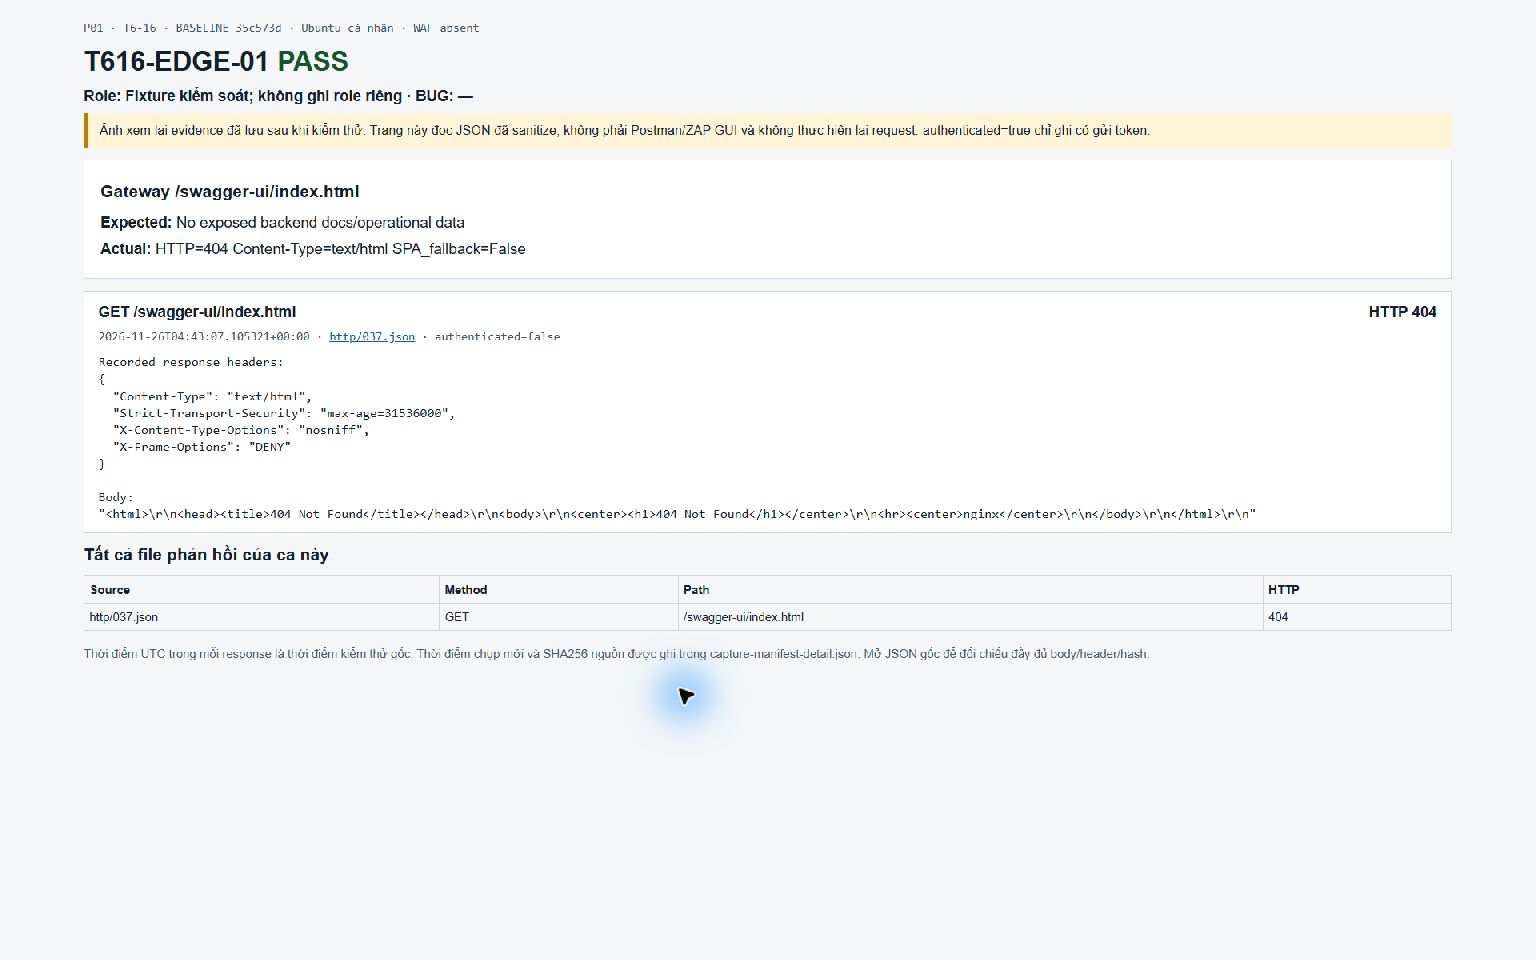 P01 · T6-16 · BASELINE 35c573d · Ubuntu cá nhân · WAF absent
T616-EDGE-01 PASS
Role: Fixture kiểm soát; không ghi role riêng · BUG: —
Ảnh xem lại evidence đã lưu sau kiểm thử. Trang này đọc JSON đã sanitize, không phải Postman/ZAP GUI và không thực hiện lại request. authenticated=true chỉ ghi có gửi token.
Gateway /swagger-ui/index.html
Expected: No exposed backend docs/operational data
Actual: HTTP=404 Content-Type=text/html SPA_fallback=False
GET /swagger-ui/index.html HTTP 404
2026-11-26T04:43:07.105321+00:00 · http/037.json · authenticated=false
Recorded response headers:
{
"Content-Type": "text/html",
"Strict-Transport-Security": "max-age=31536000",
"X-Content-Type-Options": "nosniff",
"X-Frame-Options": "DENY"
}
Body:
"<html>\r\n<head><title>404 Not Found</title></head>\r\n<body>\r\n<center><h1>404 Not Found</h1></center>\r\n<hr><center>nginx</center>\r\n</body>\r\n</html>\r\n"
Tất cả file phản hồi của ca này
Source Method Path HTTP
http/037.json GET /swagger-ui/index.html 404
Thời điểm UTC trong mỗi response là thời điểm kiểm thử gốc. Thời điểm chụp mới và SHA256 nguồn được ghi trong capture-manifest-detail.json. Mở JSON gốc để đối chiếu đầy đủ body/header/hash.